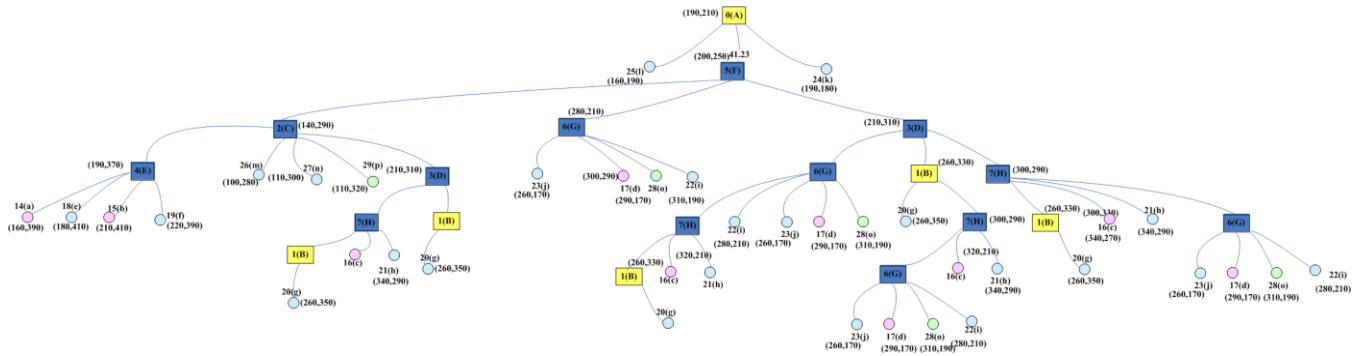 (190,210)
0(A)
(200,250)
41.23
25(l)
(160,190)
5(F)
24(k)
(190,180)
2(C)
(140,290)
(280,210)
6(G)
(210,310)
3(D)
(190,370)
4(E)
26(m)
(100,280)
27(n)
(110,300)
29(p)
(110,320)
(210,310)
3(D)
23(j)
(260,170)
(300,290)
17(d)
(290,170)
28(o)
22(i)
(310,190)
6(G)
(260,330)
1(B)
7(H)
(300,290)
14(a)
(160,390)
18(e)
(180,410)
15(b)
(210,410)
19(f)
(220,390)
7(H)
1(B)
7(H)
22(i)
(280,210)
23(j)
(260,170)
17(d)
(290,170)
28(o)
(310,190)
20(g)
(260,350)
7(H)
(300,290)
(260,330)
1(B)
(300,330)
16(c)
(340,270)
21(h)
(340,290)
6(G)
1(B)
16(c)
21(h)
(340,290)
20(g)
(260,350)
(260,330)
1(B)
(320,210)
16(c)
21(h)
(320,210)
6(G)
16(c)
21(h)
(340,290)
20(g)
(260,350)
23(j)
(260,170)
17(d)
(290,170)
28(o)
(310,190)
22(i)
(280,210)
20(g)
(260,350)
20(g)
23(j)
(260,170)
17(d)
(290,170)
28(o)
(310,190)
22(i)
(280,210)